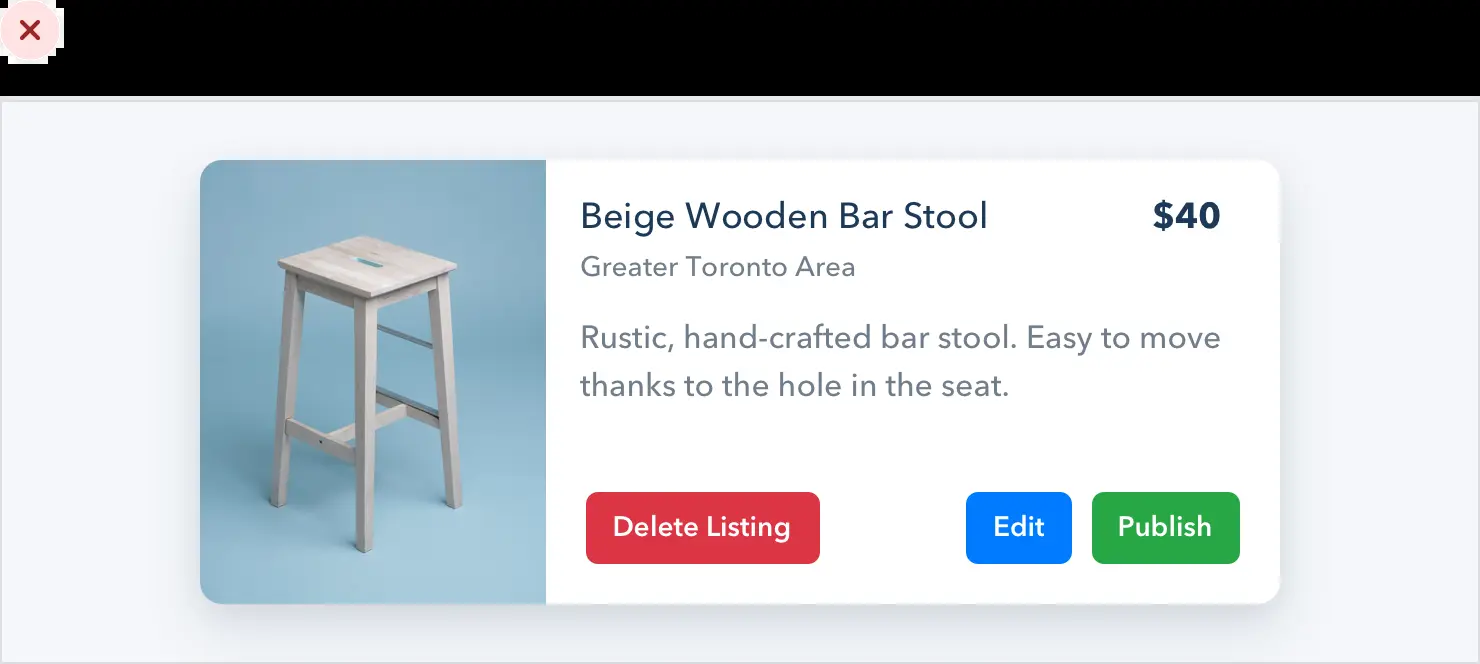 Beige Wooden Bar Stool
$40
Greater Toronto Area
Rustic, hand-crafted bar stool. Easy to move
thanks to the hole in the seat.
Delete Listing
Edit
Publish